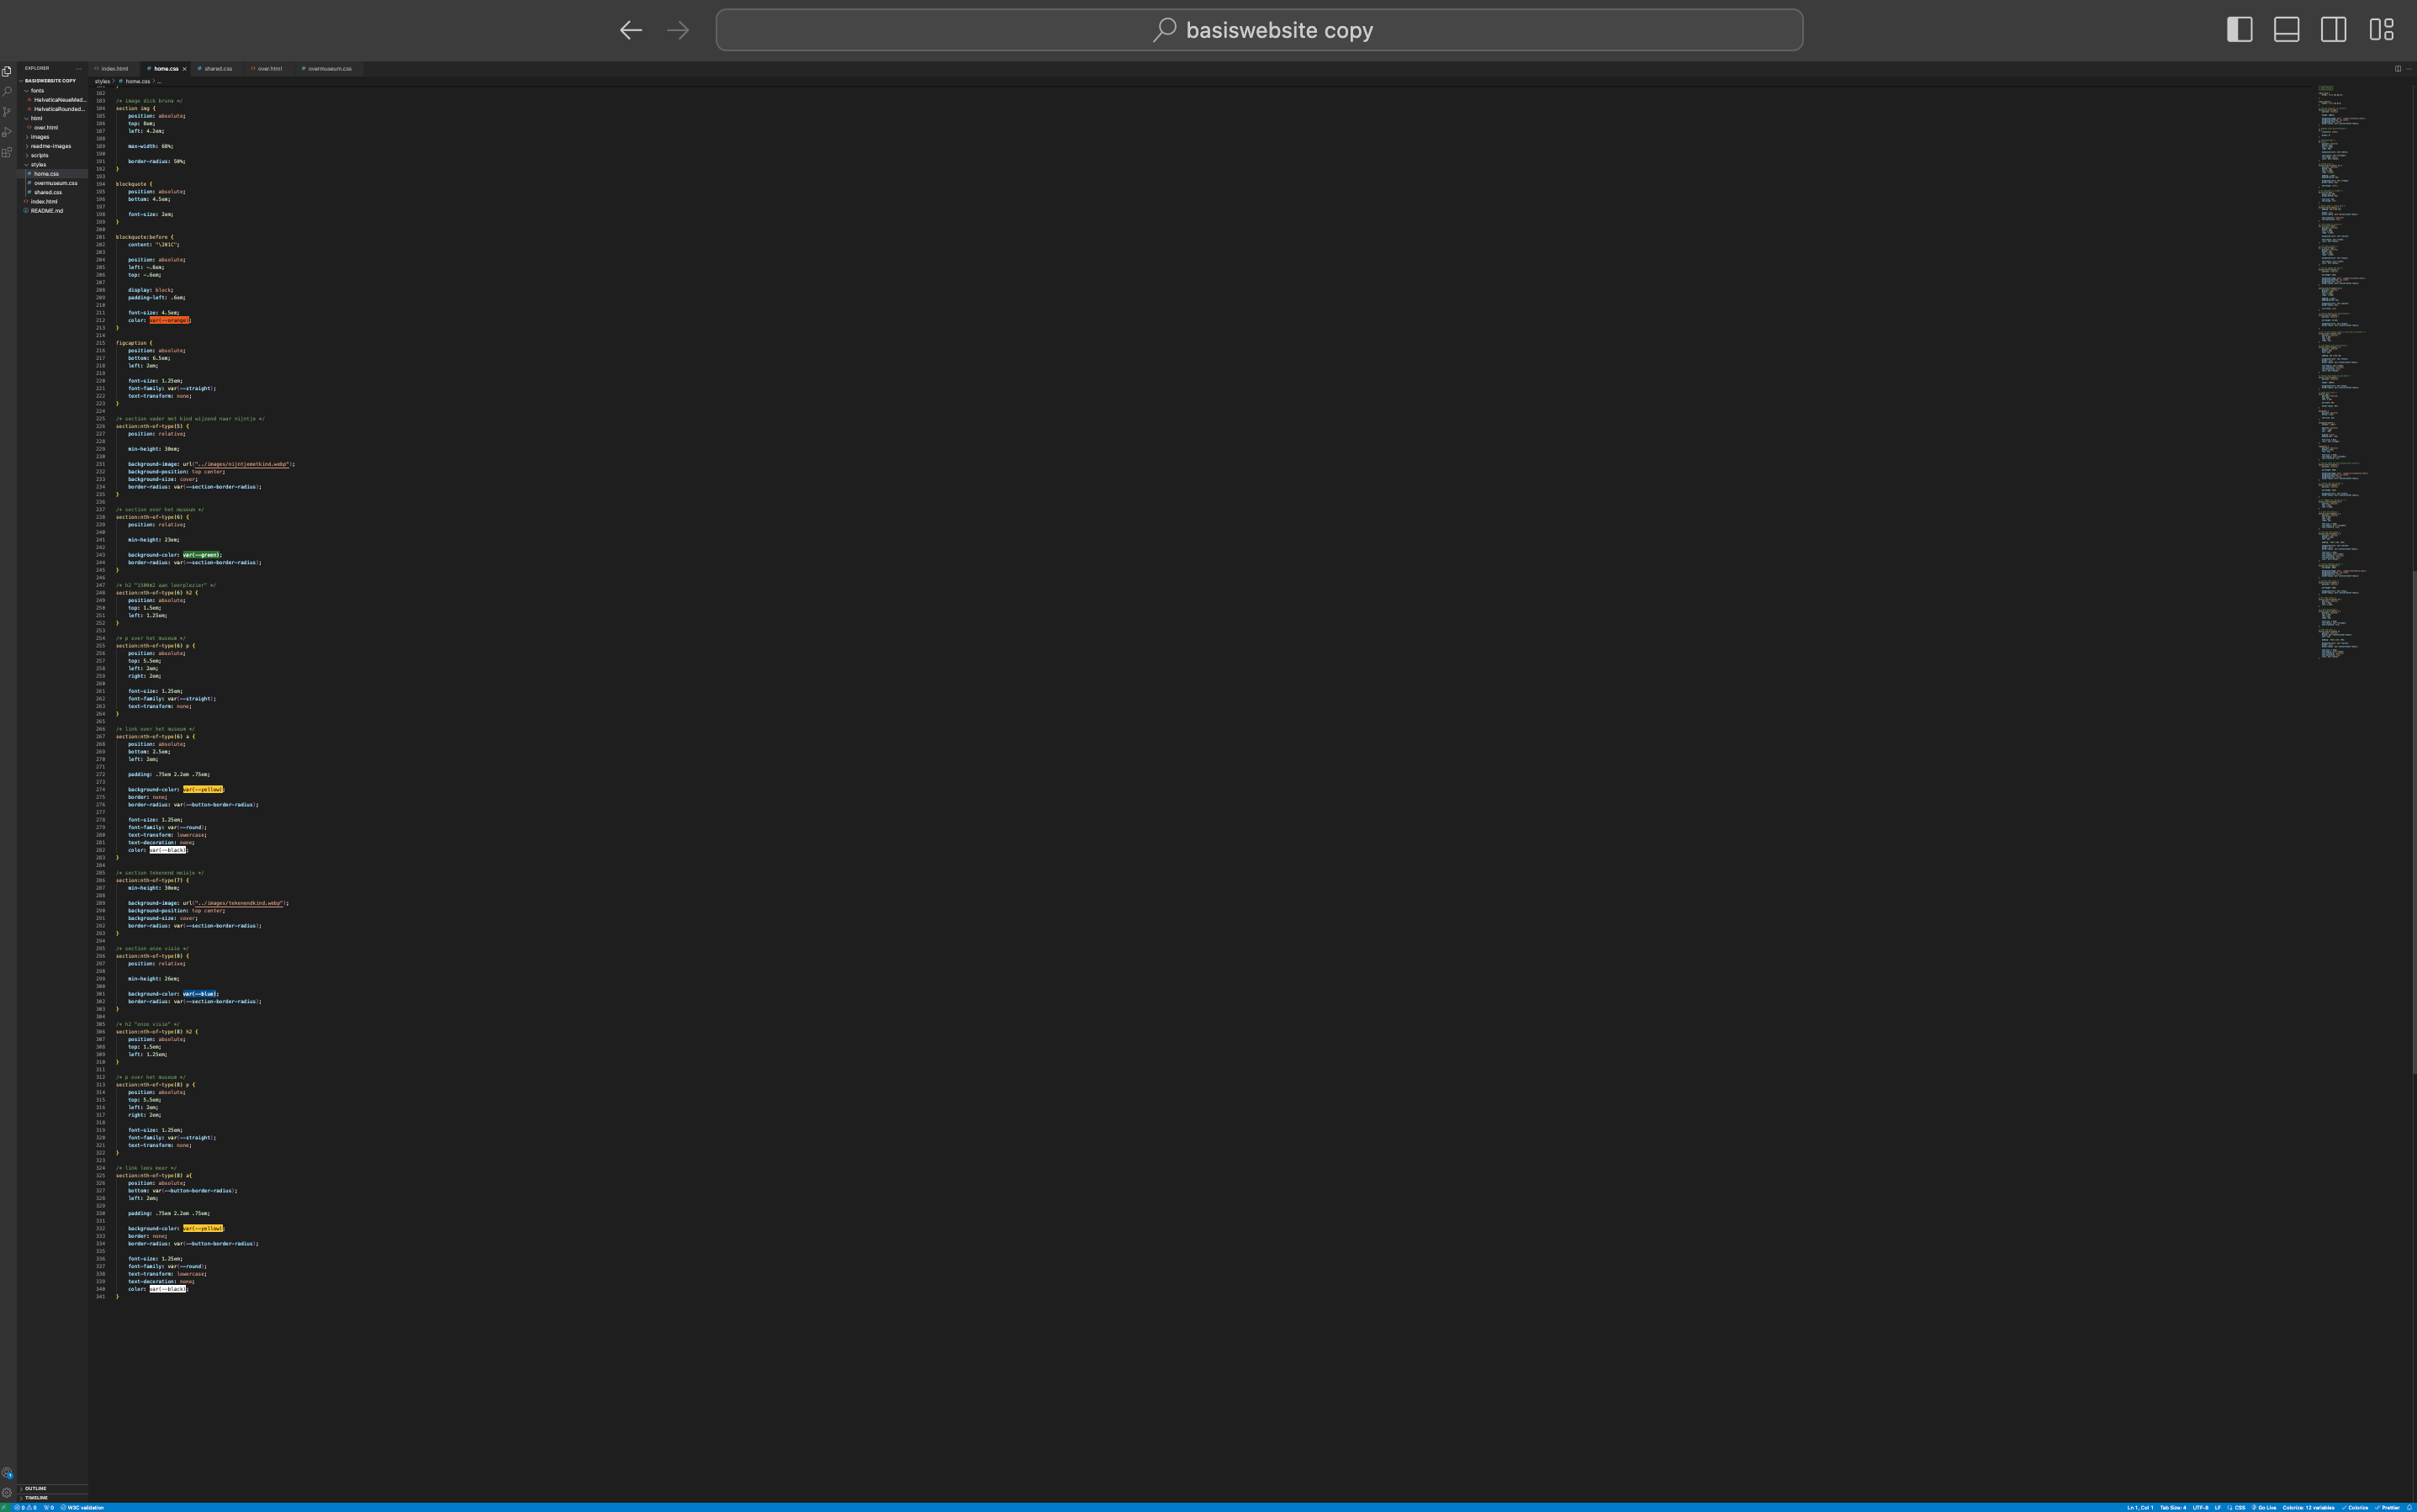 basiswebsite copy
EXPLORER
BASISWEBSITE COPY
fonts
HelveticaNeueMed...
HelveticaRounded...
html
over.html
images
readme-images
scripts
styles
home.css
overmuseum.css
shared.css
index.html
README.md
OUTLINE
TIMELINE
index.html home.css shared.css over.html overmuseum.css
styles > home.css > ...
182
183 /* image dick bruna */
184 section img {
185 position: absolute;
186 top: 8em;
187 left: 4.2em;
188
189 max-width: 68%;
190
191 border-radius: 50%;
192 }
193
194 blockquote {
195 position: absolute;
196 bottom: 4.5em;
197
198 font-size: 2em;
199 }
200
201 blockquote:before {
202 content: "\201C";
203
204 position: absolute;
205 left: -.8em;
206 top: -.6em;
207
208 display: block;
209 padding-left: .6em;
210
211 font-size: 4.5em;
212 color: var(--orange);
213 }
214
215 figcaption {
216 position: absolute;
217 bottom: 6.5em;
218 left: 2em;
219
220 font-size: 1.25em;
221 font-family: var(--straight);
222 text-transform: none;
223 }
224
225 /* section vader met kind wijzend naar nijntje */
226 section:nth-of-type(5) {
227 position: relative;
228
229 min-height: 30em;
230
231 background-image: url("../images/nijntjemetkind.webp");
232 background-position: top center;
233 background-size: cover;
234 border-radius: var(--section-border-radius);
235 }
236
237 /* section over het museum */
238 section:nth-of-type(6) {
239 position: relative;
240
241 min-height: 23em;
242
243 background-color: var(--green);
244 border-radius: var(--section-border-radius);
245 }
246
247 /* h2 "1500m2 aan leerplezier" */
248 section:nth-of-type(6) h2 {
249 position: absolute;
250 top: 1.5em;
251 left: 1.25em;
252 }
253
254 /* p over het museum */
255 section:nth-of-type(6) p {
256 position: absolute;
257 top: 5.5em;
258 left: 2em;
259 right: 2em;
260
261 font-size: 1.25em;
262 font-family: var(--straight);
263 text-transform: none;
264 }
265
266 /* link over het museum */
267 section:nth-of-type(6) a {
268 position: absolute;
269 bottom: 2.5em;
270 left: 2em;
271
272 padding: .75em 2.2em .75em;
273
274 background-color: var(--yellow);
275 border: none;
276 border-radius: var(--button-border-radius);
277
278 font-size: 1.25em;
279 font-family: var(--round);
280 text-transform: lowercase;
281 text-decoration: none;
282 color: var(--black);
283 }
284
285 /* section tekenend meisje */
286 section:nth-of-type(7) {
287 min-height: 30em;
288
289 background-image: url("../images/tekenendkind.webp");
290 background-position: top center;
291 background-size: cover;
292 border-radius: var(--section-border-radius);
293 }
294
295 /* section onze visie */
296 section:nth-of-type(8) {
297 position: relative;
298
299 min-height: 26em;
300
301 background-color: var(--blue);
302 border-radius: var(--section-border-radius);
303 }
304
305 /* h2 "onze visie" */
306 section:nth-of-type(8) h2 {
307 position: absolute;
308 top: 1.5em;
309 left: 1.25em;
310 }
311
312 /* p over het museum */
313 section:nth-of-type(8) p {
314 position: absolute;
315 top: 5.5em;
316 left: 2em;
317 right: 2em;
318
319 font-size: 1.25em;
320 font-family: var(--straight);
321 text-transform: none;
322 }
323
324 /* link lees meer */
325 section:nth-of-type(8) a{
326 position: absolute;
327 bottom: var(--button-border-radius);
328 left: 2em;
329
330 padding: .75em 2.2em .75em;
331
332 background-color: var(--yellow);
333 border: none;
334 border-radius: var(--button-border-radius);
335
336 font-size: 1.25em;
337 font-family: var(--round);
338 text-transform: lowercase;
339 text-decoration: none;
340 color: var(--black);
341 }
0 0 0 W3C validation Ln 1, Col 1 Tab Size: 4 UTF-8 LF CSS Go Live Colorize: 12 variables Colorize Prettier